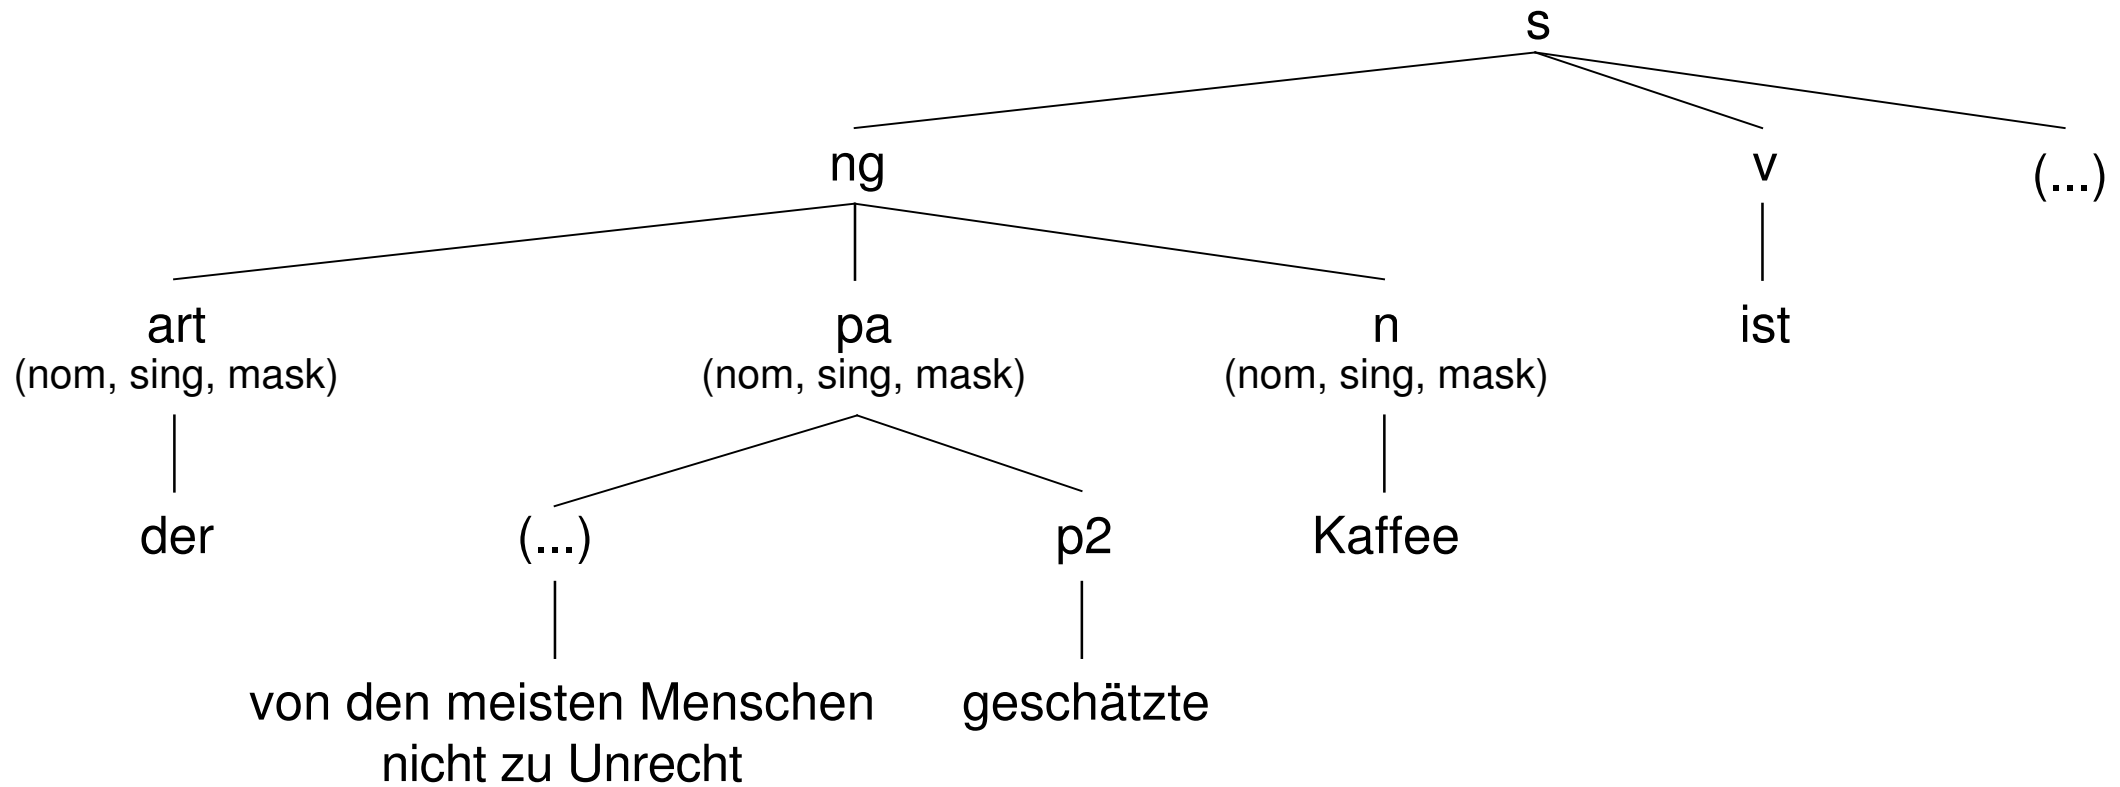 s
ng v (...)
art pa n ist
(nom, sing, mask) (nom, sing, mask) (nom, sing, mask)
der (...) p2 Kaffee
von den meisten Menschen geschätzte
nicht zu Unrecht